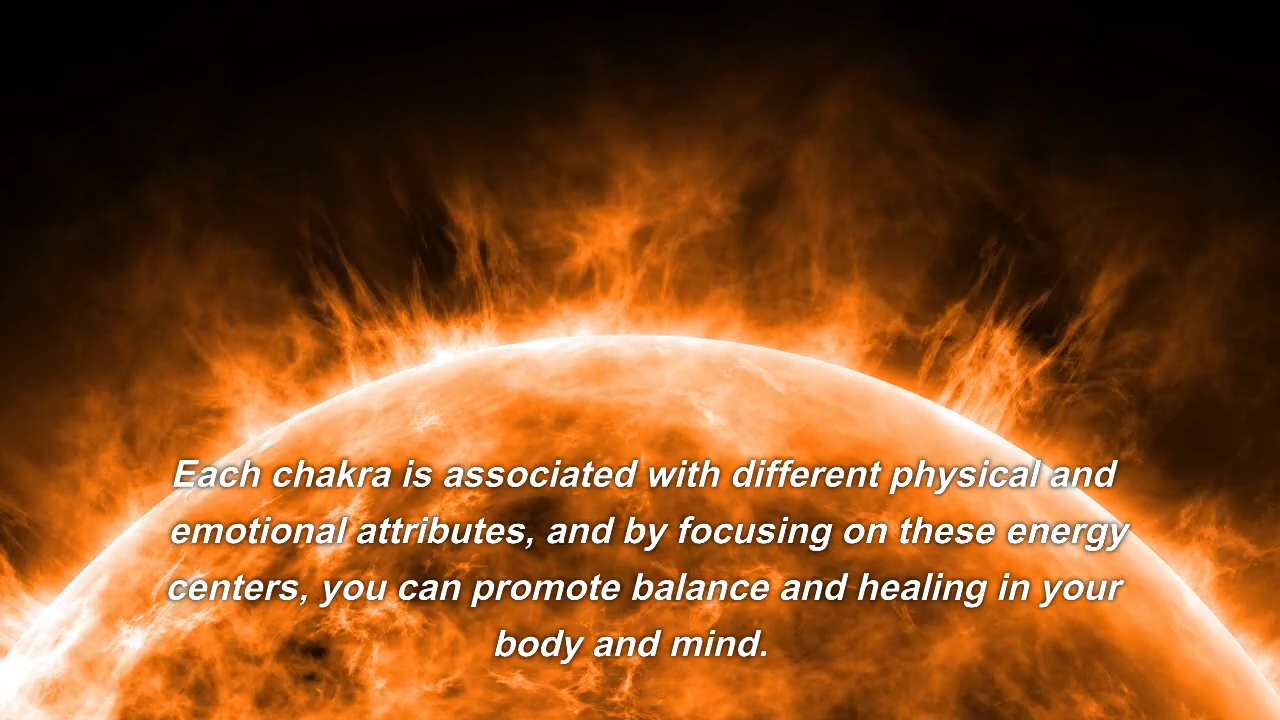 Each chakra is associated with different physical and
emotional attributes, and by focusing on these energy
centers, you can promote balance and healing in your
body and mind.